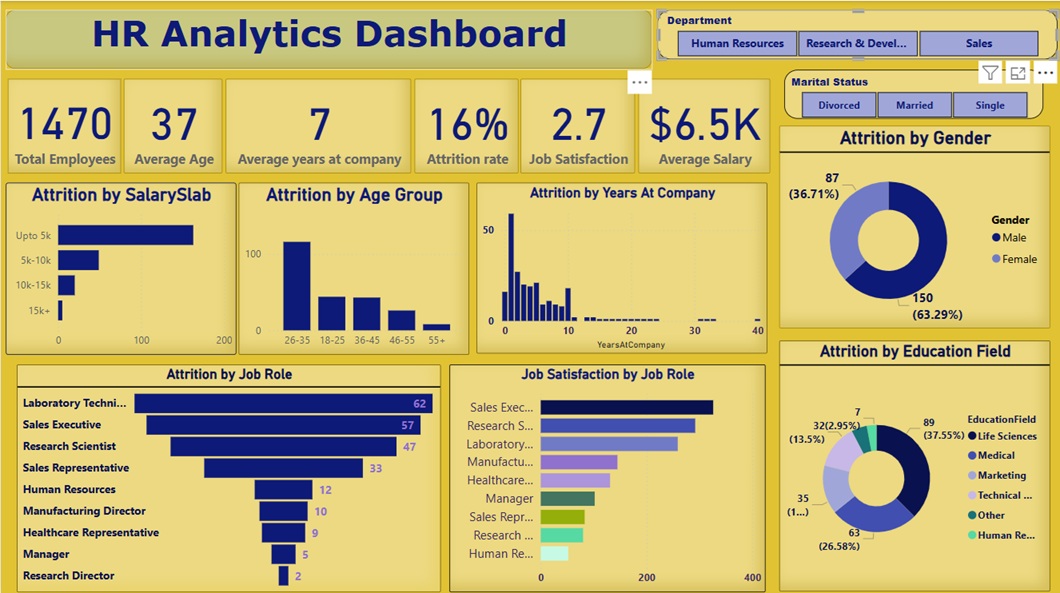 HR Analytics Dashboard
Department
Human Resources
Research & Devel...
Sales
Marital Status
Divorced
Married
Single
1470
Total Employees
37
Average Age
7
Average years at company
16%
Attrition rate
2.7
Job Satisfaction
$6.5K
Average Salary
Attrition by SalarySlab
Upto 5k
5k-10k
10k-15k
15k+
0 100 200
Attrition by Age Group
100
0
26-35 18-25 36-45 46-55 55+
Attrition by Years At Company
50
0
0 10 20 30 40
YearsAtCompany
Attrition by Gender
87
(36.71%)
150
(63.29%)
Gender
Male
Female
Attrition by Job Role
Laboratory Techni... 62
Sales Executive 57
Research Scientist 47
Sales Representative 33
Human Resources 12
Manufacturing Director 10
Healthcare Representative 9
Manager 5
Research Director 2
Job Satisfaction by Job Role
Sales Exec...
Research S...
Laboratory...
Manufactu...
Healthcare...
Manager
Sales Repr...
Research ...
Human Re...
0 200 400
Attrition by Education Field
7
32(2.95%)
(13.5%)
89
(37.55%)
35
(1...)
63
(26.58%)
EducationField
Life Sciences
Medical
Marketing
Technical ...
Other
Human Re...